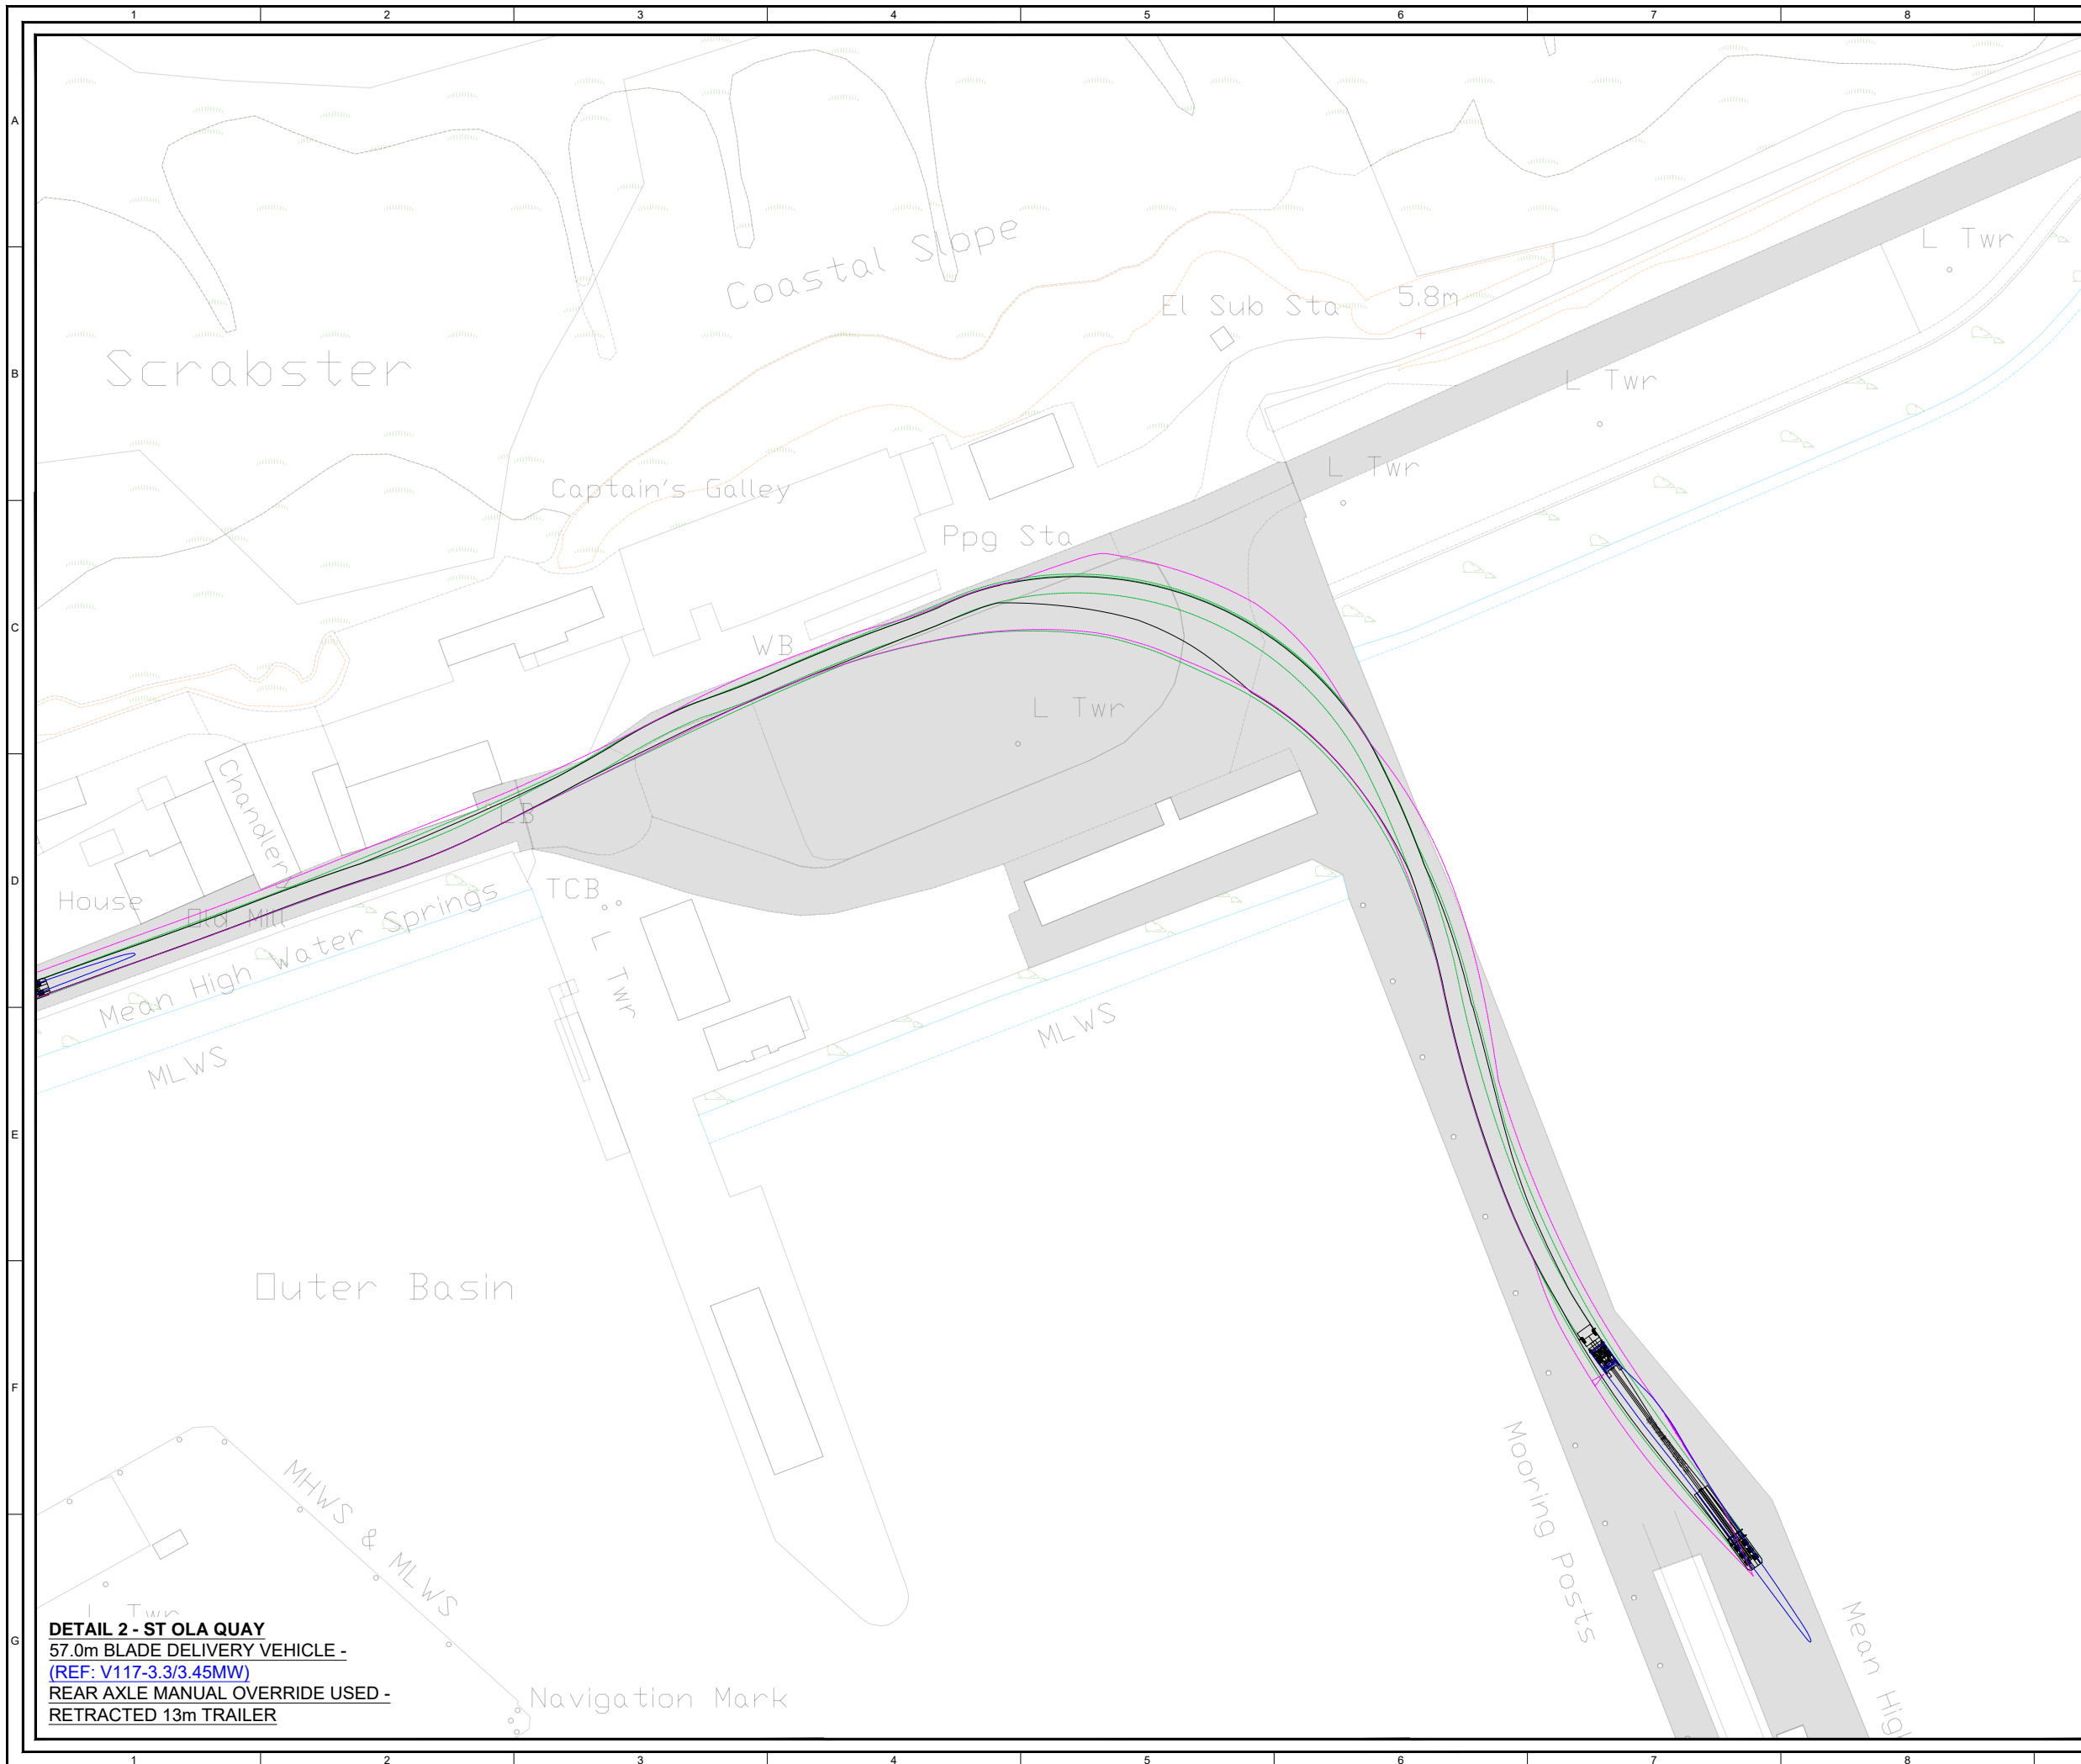 1 2 3 4 5 6 7 8
A
L Twr
Coastal Slope
El Sub Sta
5.8m
Scrabster
B
L Twr
L Twr
Captain's Galley
Ppg Sta
C
WB
L Twr
Chandlery
LB
D
House
TCB
Old Mill
Mean High Water Springs
L Twr
MLWS
MLWS
E
Outer Basin
F
Mooring Posts
MHWS & MLWS
L Twr
Mean High
G
DETAIL 2 - ST OLA QUAY
57.0m BLADE DELIVERY VEHICLE -
(REF: V117-3.3/3.45MW)
REAR AXLE MANUAL OVERRIDE USED -
RETRACTED 13m TRAILER
Navigation Mark
1 2 3 4 5 6 7 8